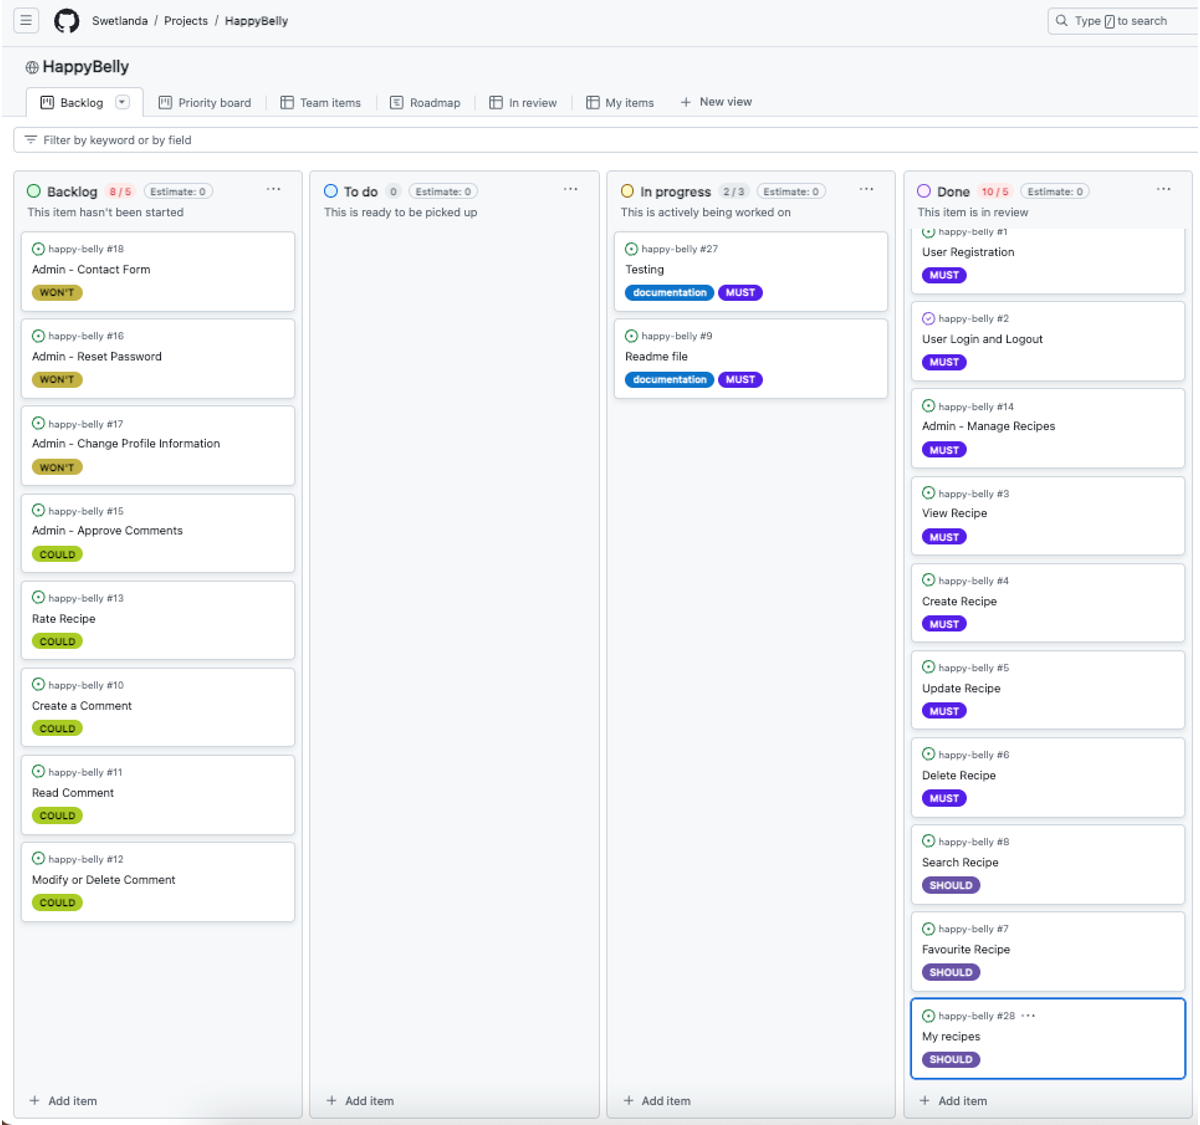 Swetlanda / Projects / HappyBelly
Type / to search
HappyBelly
Backlog
Priority board
Team items
Roadmap
In review
My items
+ New view
Filter by keyword or by field
Backlog 8 / 5 Estimate: 0 ...
This item hasn't been started
happy-belly #18
Admin - Contact Form
WON'T
happy-belly #16
Admin - Reset Password
WON'T
happy-belly #17
Admin - Change Profile Information
WON'T
happy-belly #15
Admin - Approve Comments
COULD
happy-belly #13
Rate Recipe
COULD
happy-belly #10
Create a Comment
COULD
happy-belly #11
Read Comment
COULD
happy-belly #12
Modify or Delete Comment
COULD
+ Add item
To do 0 Estimate: 0 ...
This is ready to be picked up
+ Add item
In progress 2 / 3 Estimate: 0 ...
This is actively being worked on
happy-belly #27
Testing
documentation MUST
happy-belly #9
Readme file
documentation MUST
+ Add item
Done 10 / 5 Estimate: 0 ...
This item is in review
happy-belly #1
User Registration
MUST
happy-belly #2
User Login and Logout
MUST
happy-belly #14
Admin - Manage Recipes
MUST
happy-belly #3
View Recipe
MUST
happy-belly #4
Create Recipe
MUST
happy-belly #5
Update Recipe
MUST
happy-belly #6
Delete Recipe
MUST
happy-belly #8
Search Recipe
SHOULD
happy-belly #7
Favourite Recipe
SHOULD
happy-belly #28 ...
My recipes
SHOULD
+ Add item